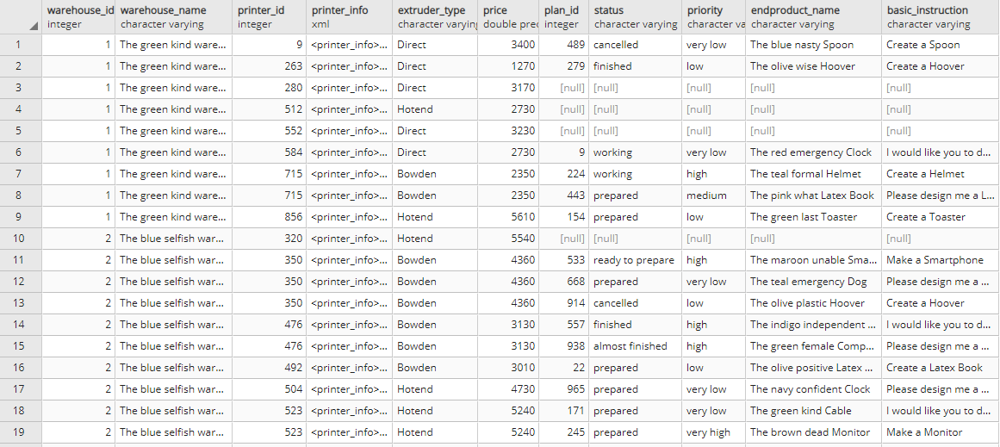 warehouse_id warehouse_name printer_id printer_info extruder_type price plan_id status priority endproduct_name basic_instruction
integer character varying integer xml character varying double prec integer character varying character va character varying character varying
1 1 The green kind ware... 9 <printer_info>... Direct 3400 489 cancelled very low The blue nasty Spoon Create a Spoon
2 1 The green kind ware... 263 <printer_info>... Direct 1270 279 finished low The olive wise Hoover Create a Hoover
3 1 The green kind ware... 280 <printer_info>... Direct 3170 [null] [null] [null] [null] [null]
4 1 The green kind ware... 512 <printer_info>... Hotend 2730 [null] [null] [null] [null] [null]
5 1 The green kind ware... 552 <printer_info>... Direct 3230 [null] [null] [null] [null] [null]
6 1 The green kind ware... 584 <printer_info>... Direct 2730 9 working very low The red emergency Clock I would like you to d...
7 1 The green kind ware... 715 <printer_info>... Bowden 2350 224 working high The teal formal Helmet Create a Helmet
8 1 The green kind ware... 715 <printer_info>... Bowden 2350 443 prepared medium The pink what Latex Book Please design me a L...
9 1 The green kind ware... 856 <printer_info>... Hotend 5610 154 prepared low The green last Toaster Create a Toaster
10 2 The blue selfish war... 320 <printer_info>... Hotend 5540 [null] [null] [null] [null] [null]
11 2 The blue selfish war... 350 <printer_info>... Bowden 4360 533 ready to prepare high The maroon unable Sma... Make a Smartphone
12 2 The blue selfish war... 350 <printer_info>... Bowden 4360 668 prepared very low The teal emergency Dog Please design me a ...
13 2 The blue selfish war... 350 <printer_info>... Bowden 4360 914 cancelled low The olive plastic Hoover Create a Hoover
14 2 The blue selfish war... 476 <printer_info>... Bowden 3130 557 finished high The indigo independent ... I would like you to d...
15 2 The blue selfish war... 476 <printer_info>... Bowden 3130 938 almost finished high The green female Comp... Please design me a ...
16 2 The blue selfish war... 492 <printer_info>... Bowden 3010 22 prepared low The olive positive Latex ... Create a Latex Book
17 2 The blue selfish war... 504 <printer_info>... Hotend 4730 965 prepared very low The navy confident Clock Please design me a ...
18 2 The blue selfish war... 523 <printer_info>... Hotend 5240 171 prepared very low The green kind Cable I would like you to d...
19 2 The blue selfish war... 523 <printer_info>... Hotend 5240 245 prepared very high The brown dead Monitor Make a Monitor